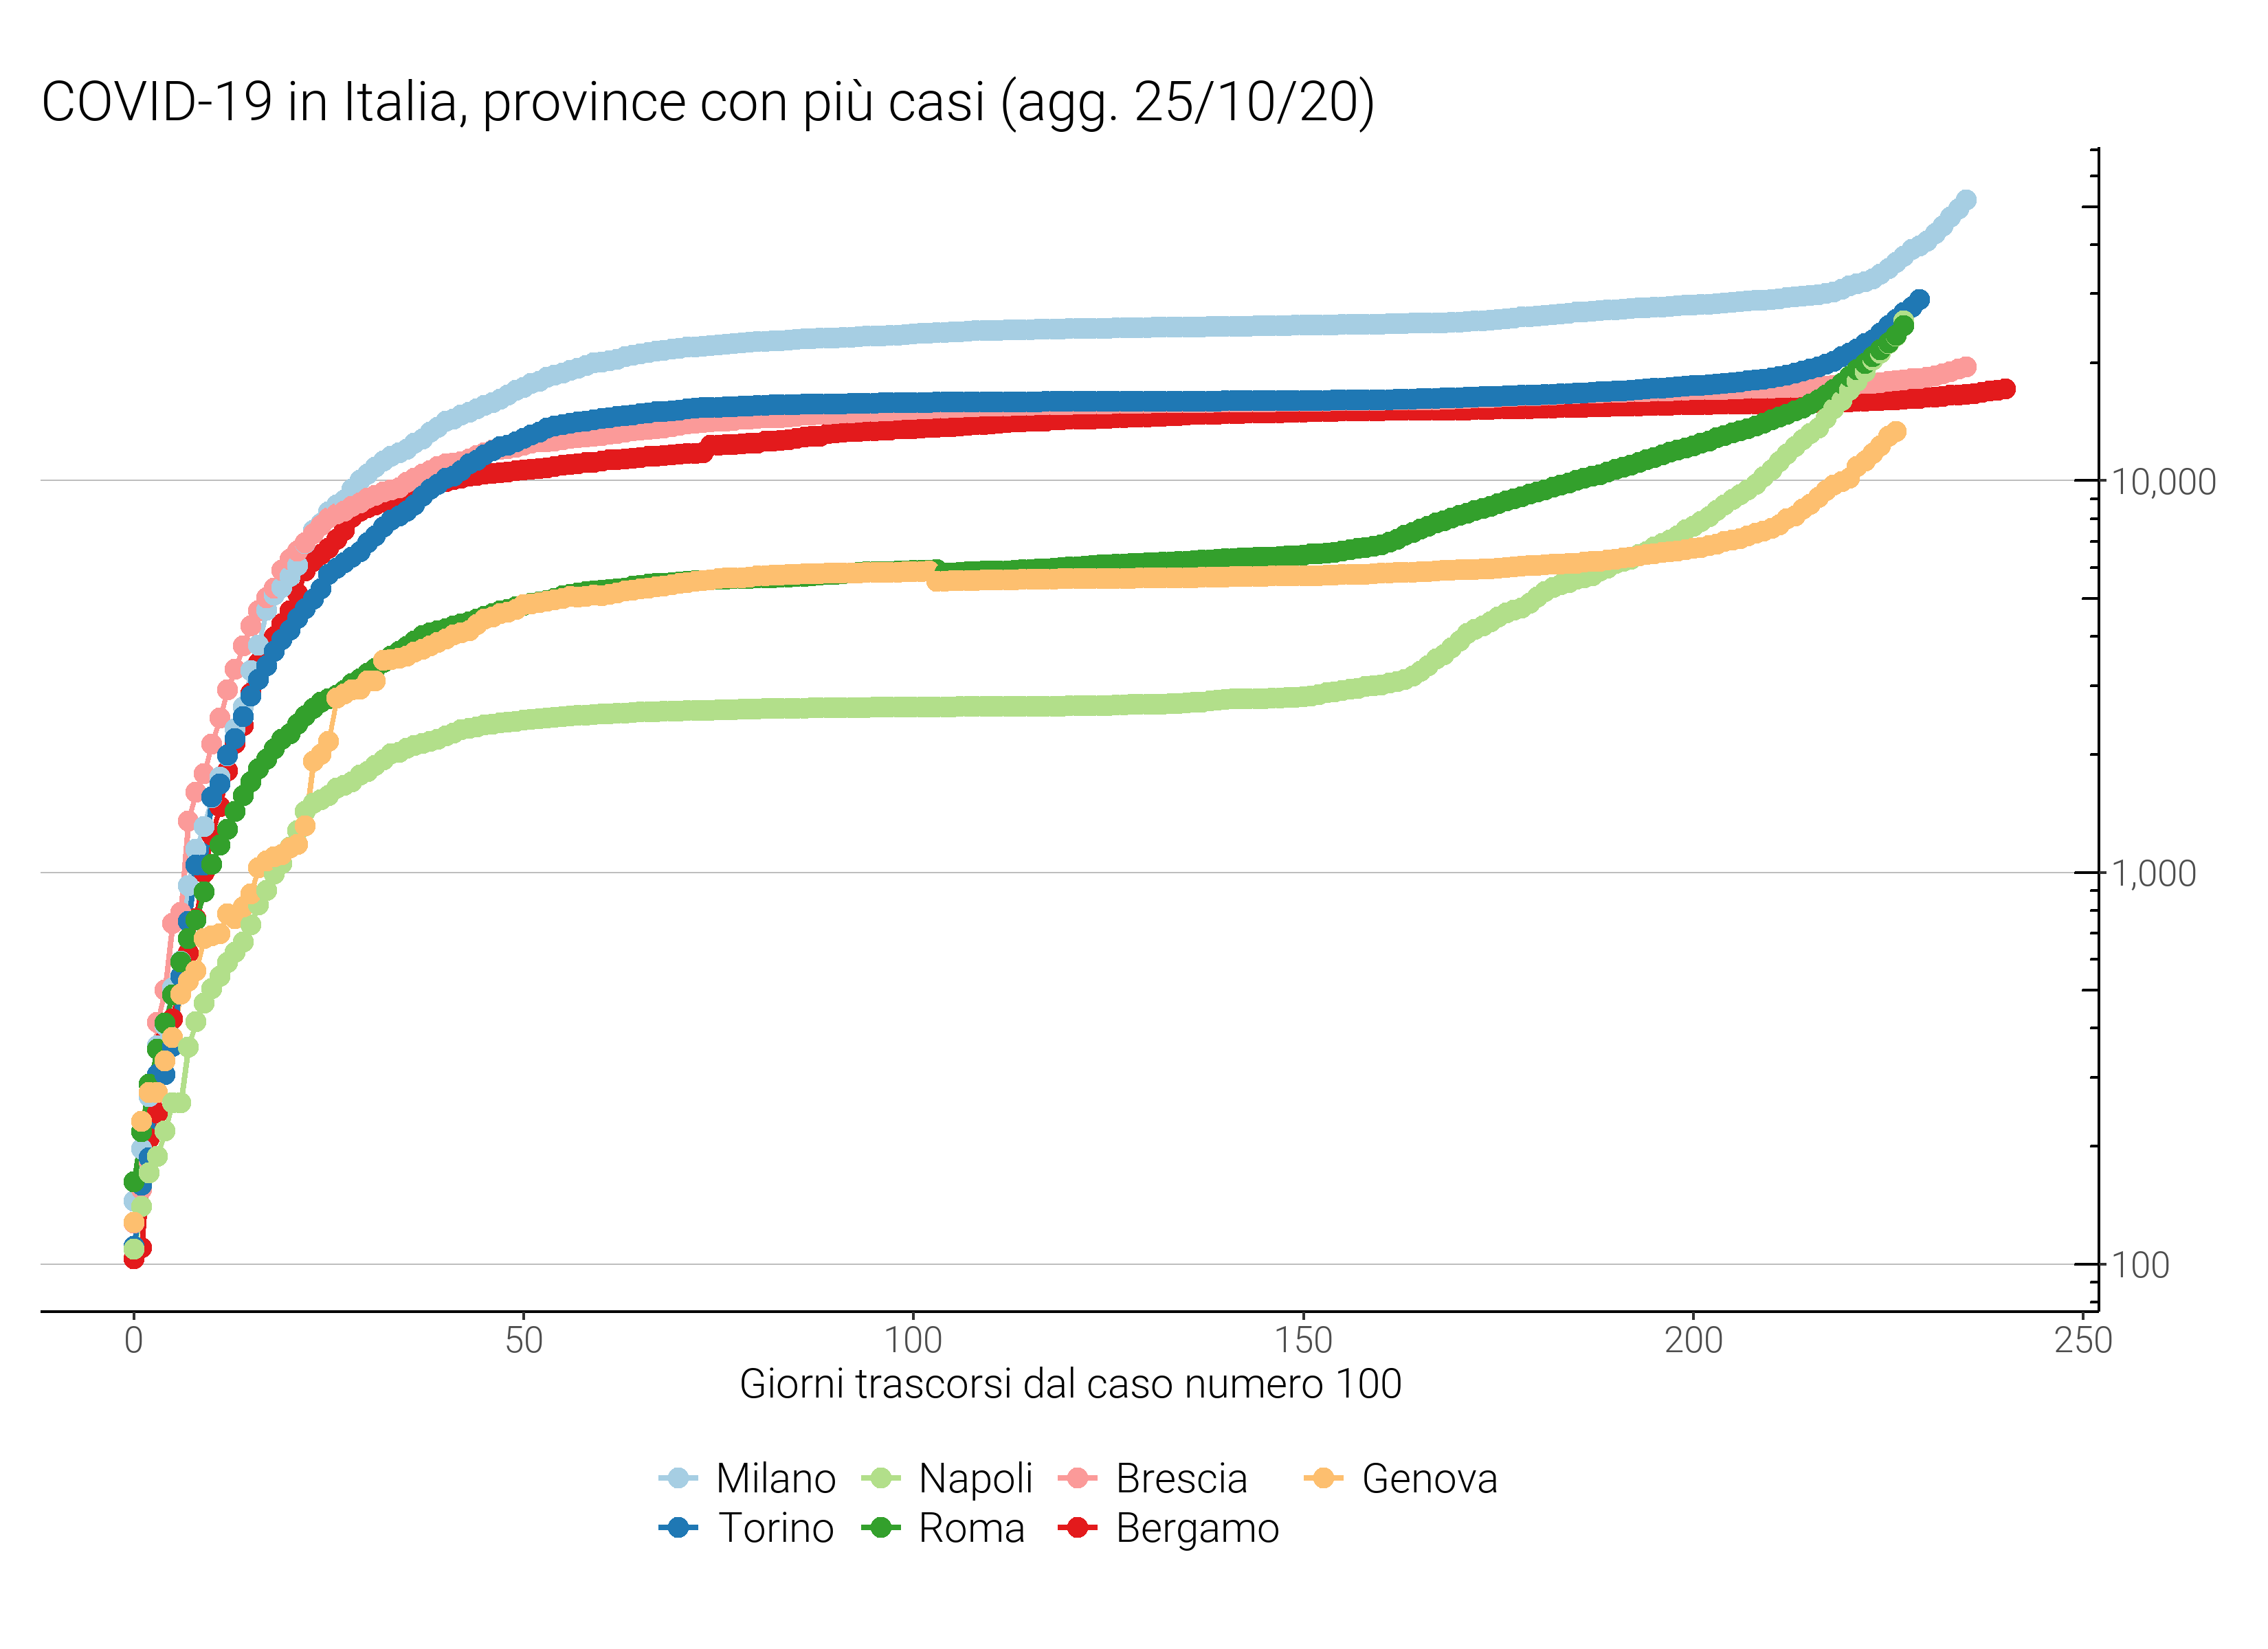 COVID-19 in Italia, province con più casi (agg. 25/10/20)
10,000
1,000
100
0 50 100 150 200 250
Giorni trascorsi dal caso numero 100
Milano Napoli Brescia Genova
Torino Roma Bergamo